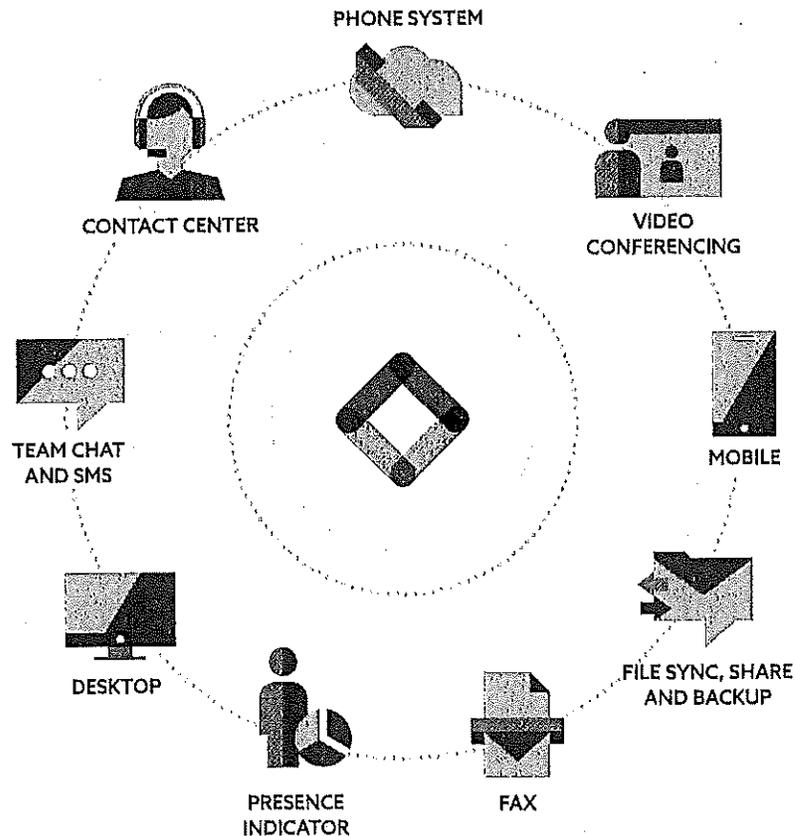 PHONE SYSTEM
VIDEO
CONFERENCING
MOBILE
FILE SYNC, SHARE
AND BACKUP
FAX
PRESENCE
INDICATOR
DESKTOP
TEAM CHAT
AND SMS
CONTACT CENTER